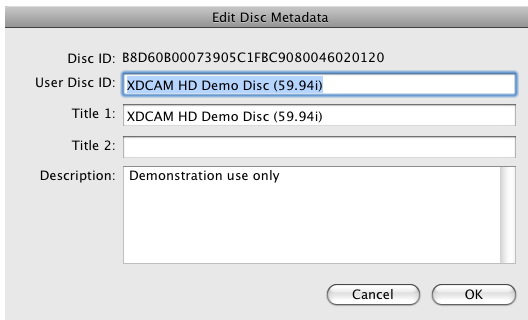 Edit Disc Metadata
Disc ID: B8D60B00073905C1FBC9080046020120
User Disc ID: XDCAM HD Demo Disc (59.94i)
Title 1: XDCAM HD Demo Disc (59.94i)
Title 2:
Description: Demonstration use only
Cancel OK